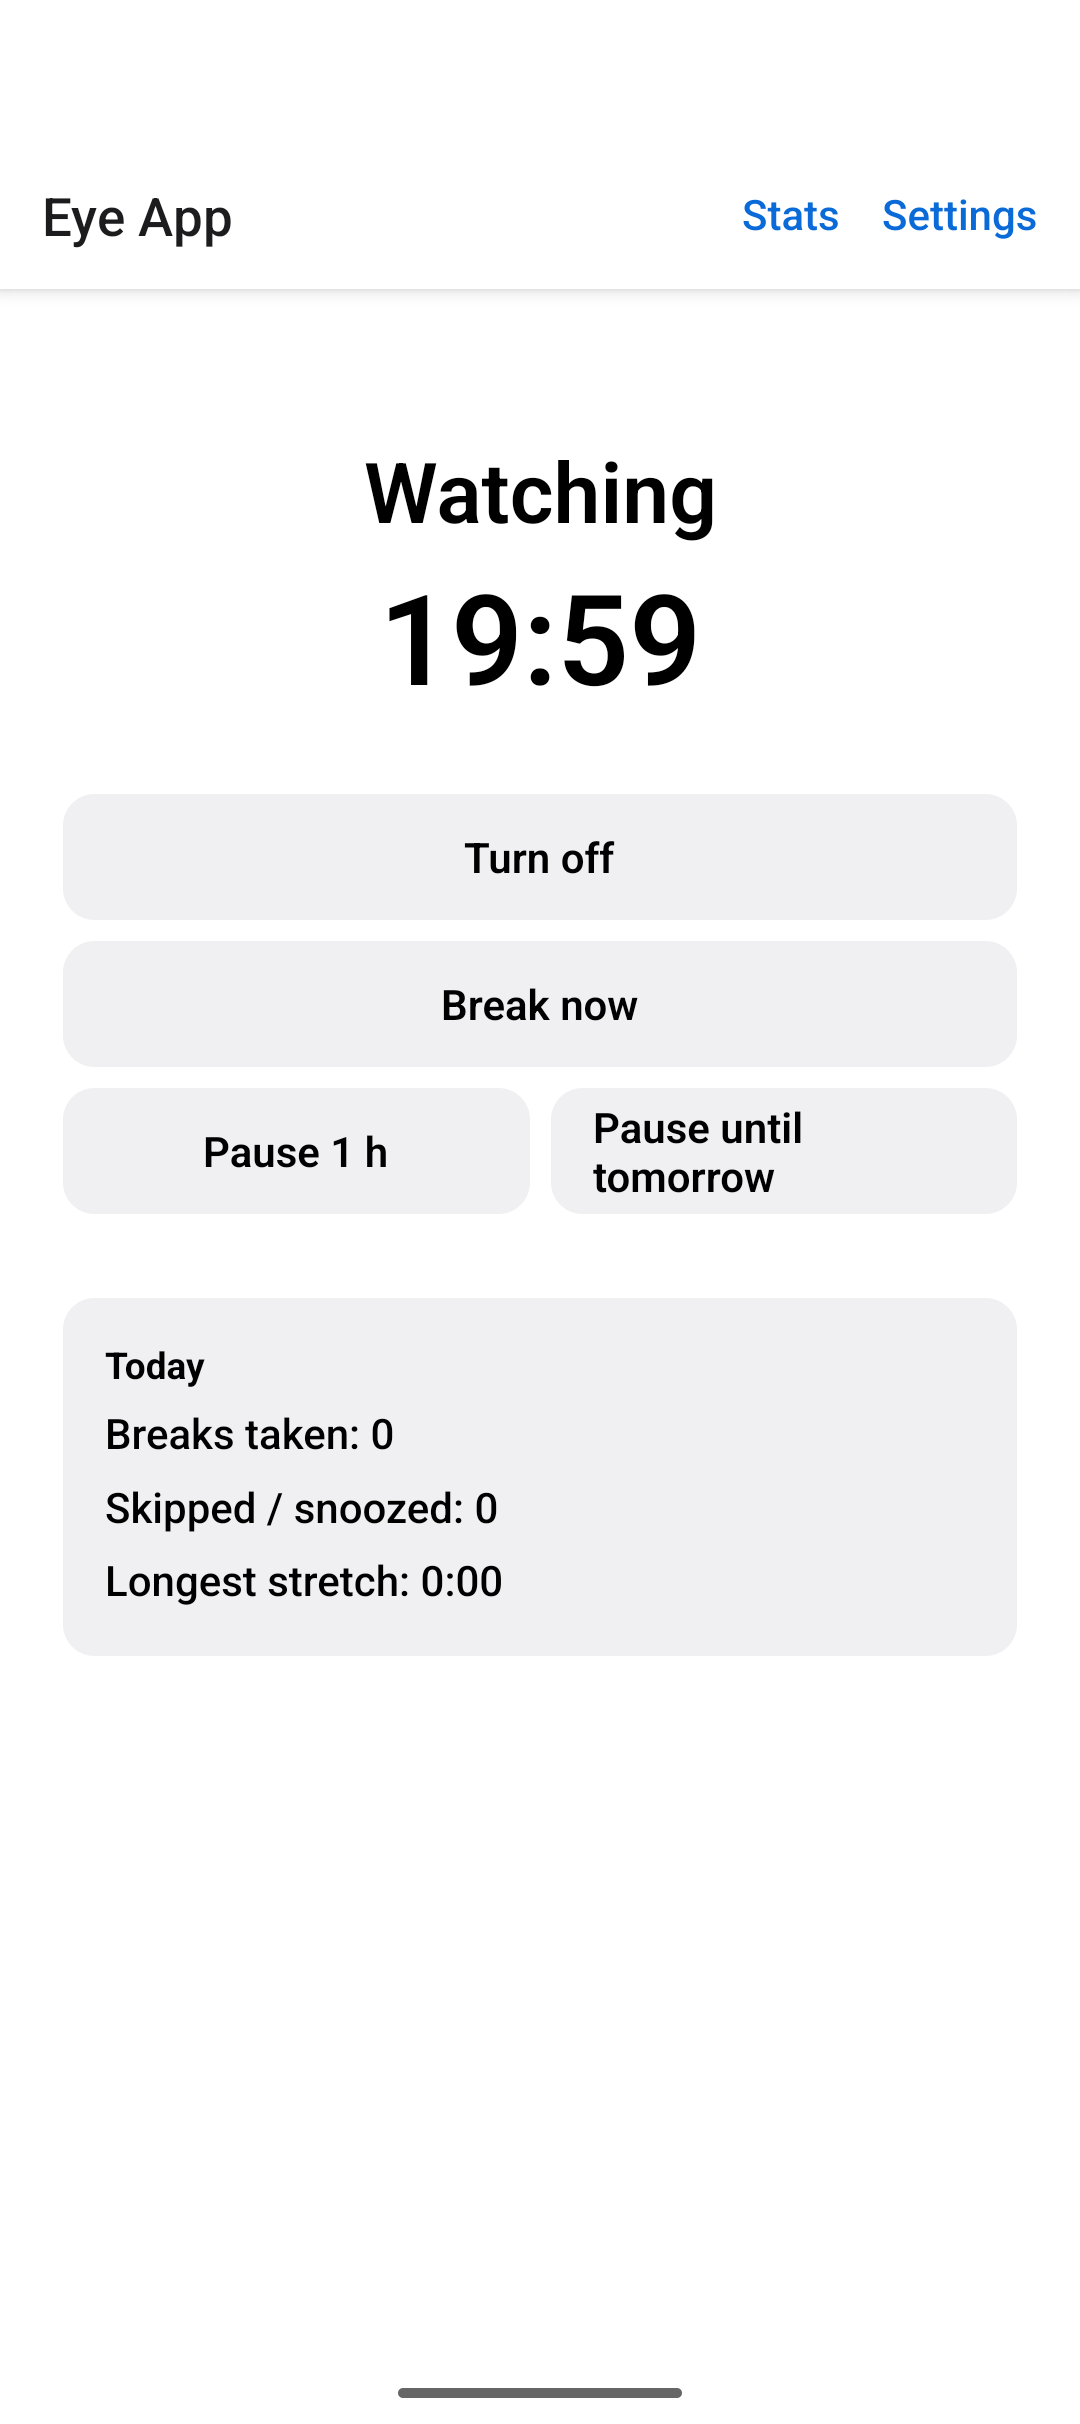 Eye App
Stats
Settings
Watching
19:59
Turn off
Break now
Pause 1 h
Pause until
tomorrow
Today
Breaks taken: 0
Skipped / snoozed: 0
Longest stretch: 0:00